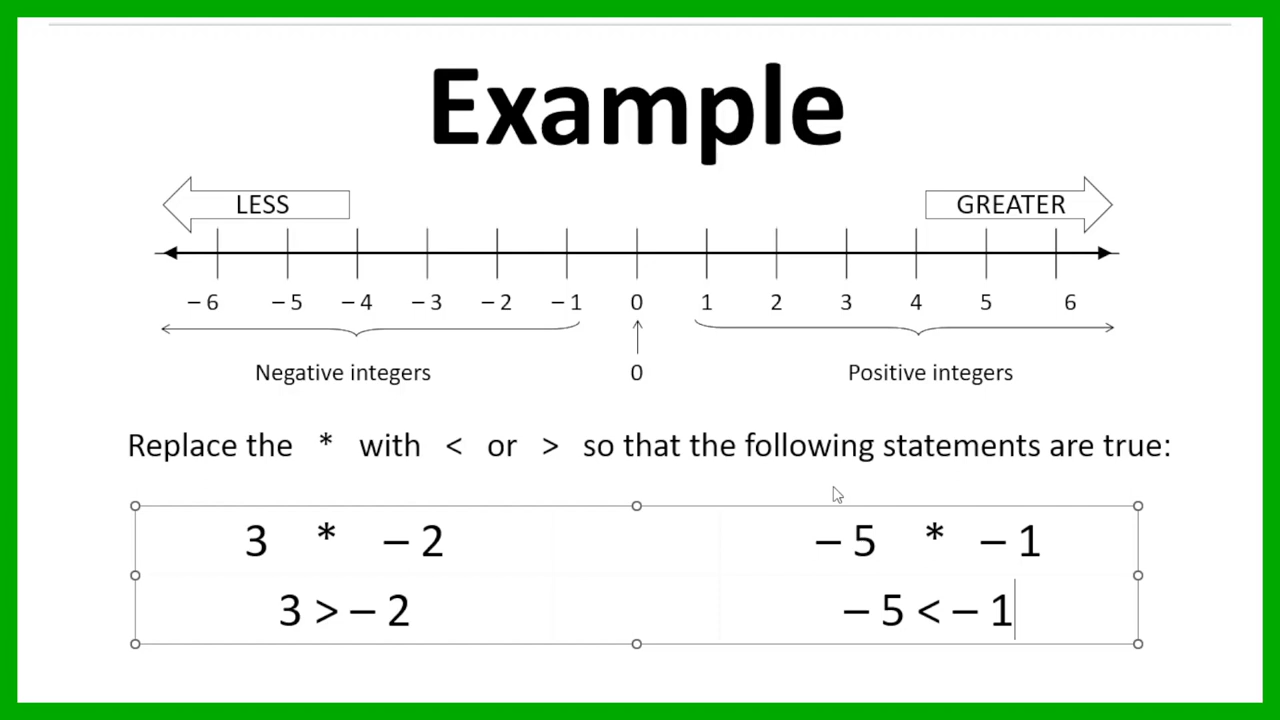 Example
LESS GREATER
– 6 – 5 – 4 – 3 – 2 – 1 0 1 2 3 4 5 6
Negative integers 0 Positive integers
Replace the * with < or > so that the following statements are true:
3 * – 2 – 5 * – 1
3 > – 2 – 5 < – 1